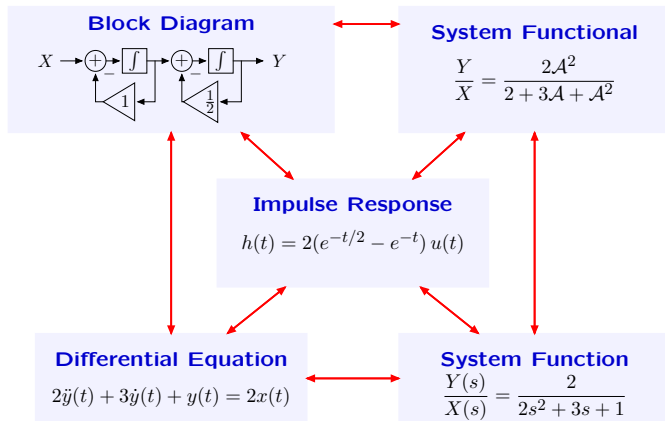 Block Diagram
X + − ∫ + − ∫ Y
1 1/2
System Functional
Y/X = 2𝒜²/(2 + 3𝒜 + 𝒜²)
Impulse Response
h(t) = 2(e^{−t/2} − e^{−t}) u(t)
Differential Equation
2ÿ(t) + 3ẏ(t) + y(t) = 2x(t)
System Function
Y(s)/X(s) = 2/(2s² + 3s + 1)